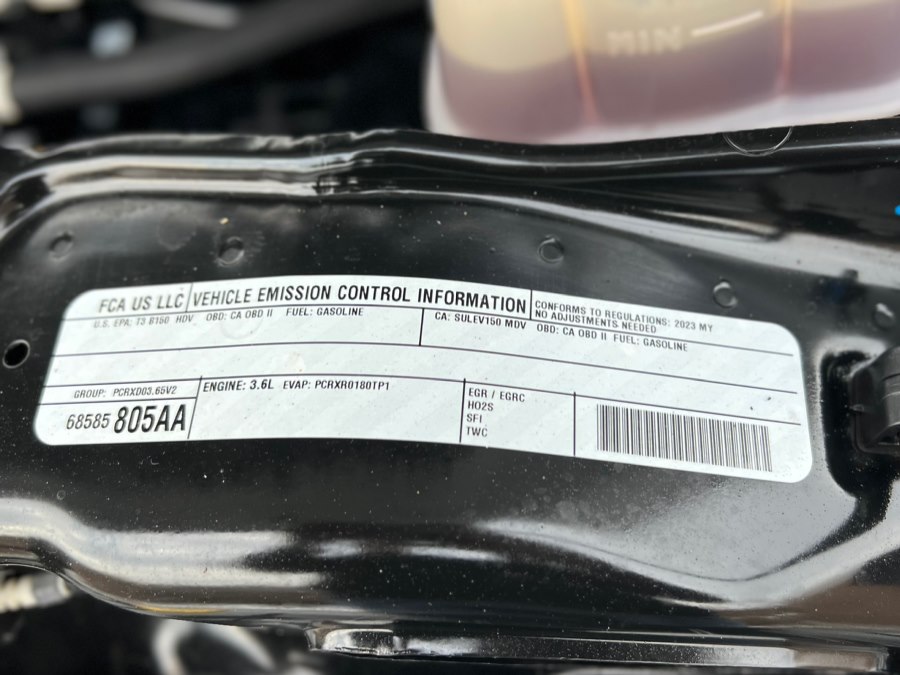 MIN
FCA US LLC VEHICLE EMISSION CONTROL INFORMATION
CONFORMS TO REGULATIONS: 2023 MY
NO ADJUSTMENTS NEEDED
U.S. EPA: T3 B150 HDV OBD: CA OBD II FUEL: GASOLINE
CA: SULEV150 MDV OBD: CA OBD II FUEL: GASOLINE
GROUP: PCRXD03.65V2
ENGINE: 3.6L EVAP: PCRXR0180TP1
68585 805AA
EGR / EGRC
HO2S
SFI
TWC